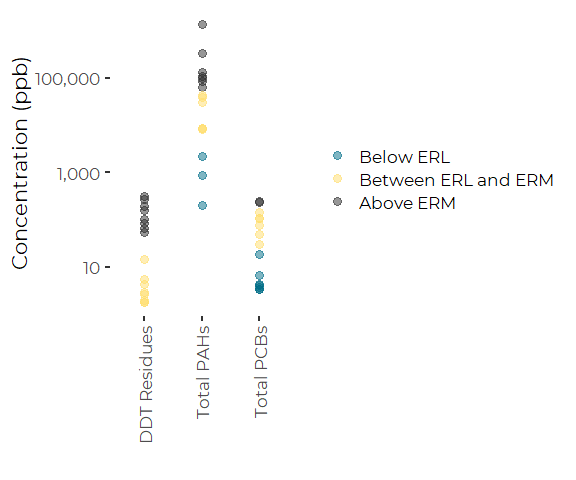 Concentration (ppb)
100,000
1,000
10
DDT Residues
Total PAHs
Total PCBs
Below ERL
Between ERL and ERM
Above ERM